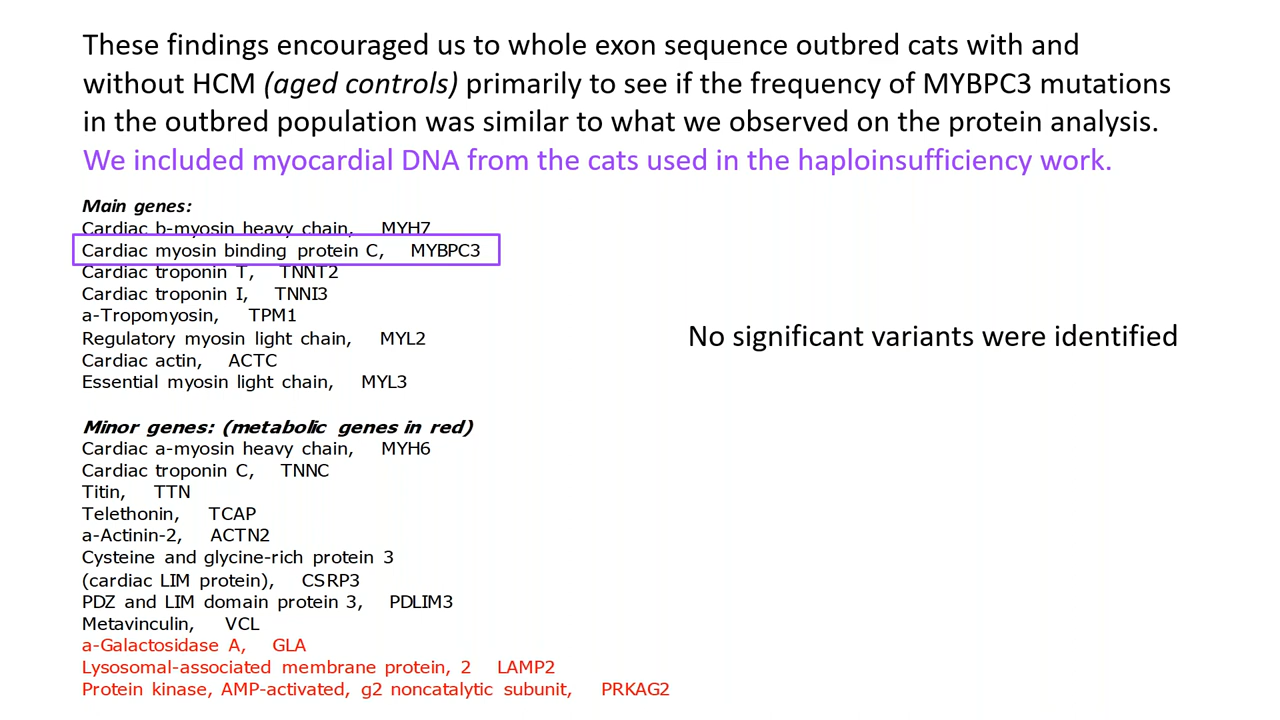 These findings encouraged us to whole exon sequence outbred cats with and
without HCM (aged controls) primarily to see if the frequency of MYBPC3 mutations
in the outbred population was similar to what we observed on the protein analysis.
We included myocardial DNA from the cats used in the haploinsufficiency work.
Main genes:
Cardiac b-myosin heavy chain, MYH7
Cardiac myosin binding protein C, MYBPC3
Cardiac troponin T, TNNT2
Cardiac troponin I, TNNI3
a-Tropomyosin, TPM1
Regulatory myosin light chain, MYL2
Cardiac actin, ACTC
Essential myosin light chain, MYL3
No significant variants were identified
Minor genes: (metabolic genes in red)
Cardiac a-myosin heavy chain, MYH6
Cardiac troponin C, TNNC
Titin, TTN
Telethonin, TCAP
a-Actinin-2, ACTN2
Cysteine and glycine-rich protein 3
(cardiac LIM protein), CSRP3
PDZ and LIM domain protein 3, PDLIM3
Metavinculin, VCL
a-Galactosidase A, GLA
Lysosomal-associated membrane protein, 2 LAMP2
Protein kinase, AMP-activated, g2 noncatalytic subunit, PRKAG2